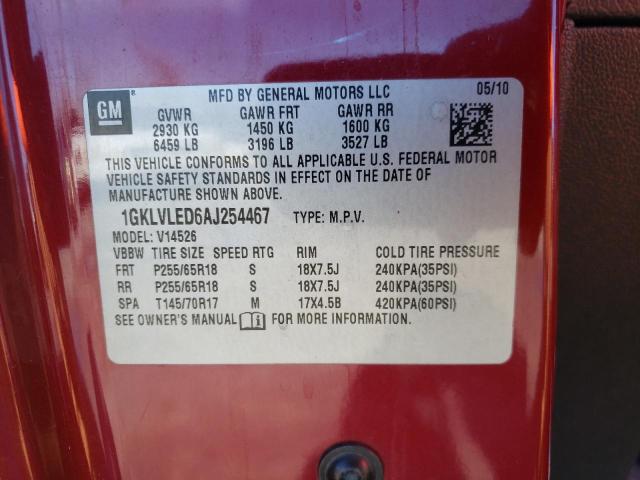 GM ®
MFD BY GENERAL MOTORS LLC 05/10
GVWR GAWR FRT GAWR RR
2930 KG 1450 KG 1600 KG
6459 LB 3196 LB 3527 LB
THIS VEHICLE CONFORMS TO ALL APPLICABLE U.S. FEDERAL MOTOR
VEHICLE SAFETY STANDARDS IN EFFECT ON THE DATE OF
MANUFACTURE SHOWN ABOVE.
1GKLVLED6AJ254467 TYPE: M.P.V.
MODEL: V14526
VBBW TIRE SIZE SPEED RTG RIM COLD TIRE PRESSURE
FRT P255/65R18 S 18X7.5J 240KPA(35PSI)
RR P255/65R18 S 18X7.5J 240KPA(35PSI)
SPA T145/70R17 M 17X4.5B 420KPA(60PSI)
SEE OWNER'S MANUAL FOR MORE INFORMATION.